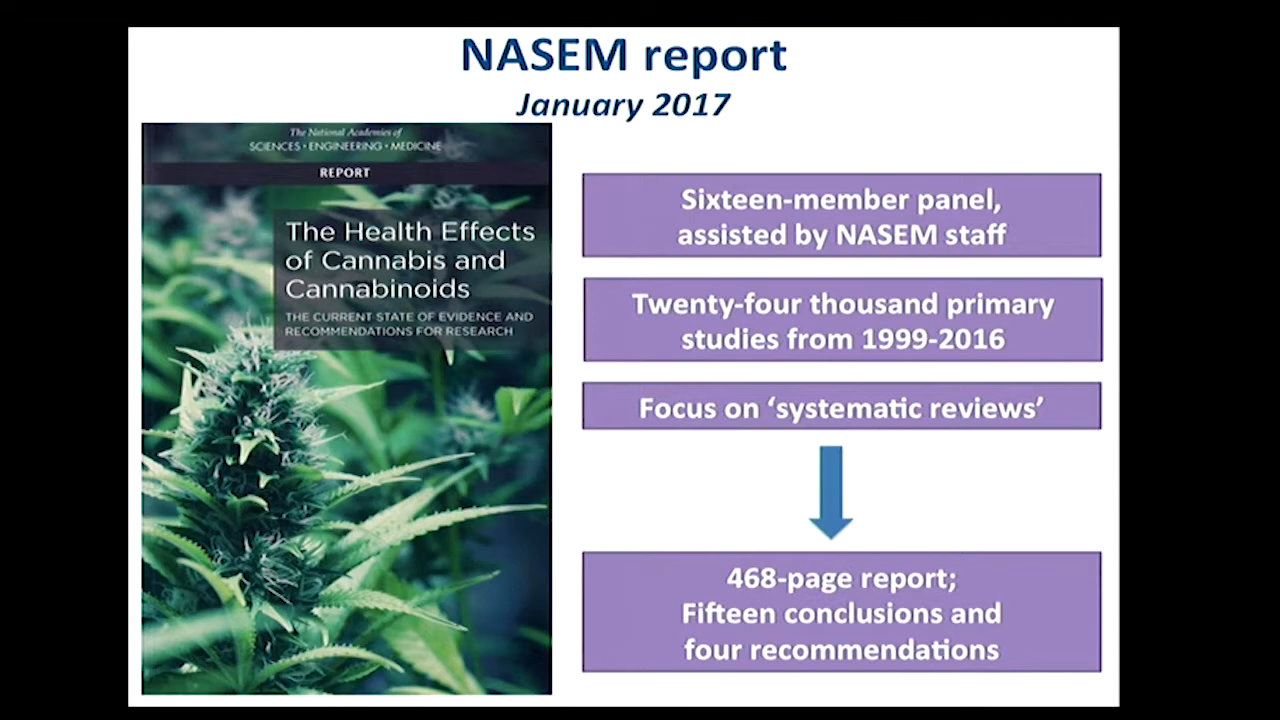 NASEM report
January 2017
The National Academies of
SCIENCES • ENGINEERING • MEDICINE
REPORT
The Health Effects
of Cannabis and
Cannabinoids
THE CURRENT STATE OF EVIDENCE AND
RECOMMENDATIONS FOR RESEARCH
Sixteen-member panel,
assisted by NASEM staff
Twenty-four thousand primary
studies from 1999-2016
Focus on ‘systematic reviews’
468-page report;
Fifteen conclusions and
four recommendations